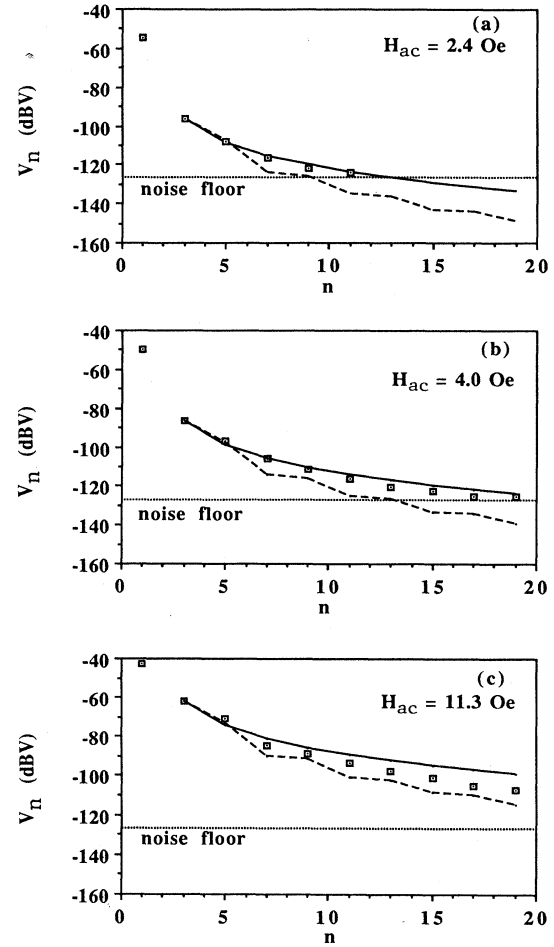 (a)
H_ac = 2.4 Oe
-40
-60
-80
-100
-120
-140
-160
V_n (dBV)
noise floor
0 5 10 15 20
n
(b)
H_ac = 4.0 Oe
-40
-60
-80
-100
-120
-140
-160
V_n (dBV)
noise floor
0 5 10 15 20
n
(c)
H_ac = 11.3 Oe
-40
-60
-80
-100
-120
-140
-160
V_n (dBV)
noise floor
0 5 10 15 20
n